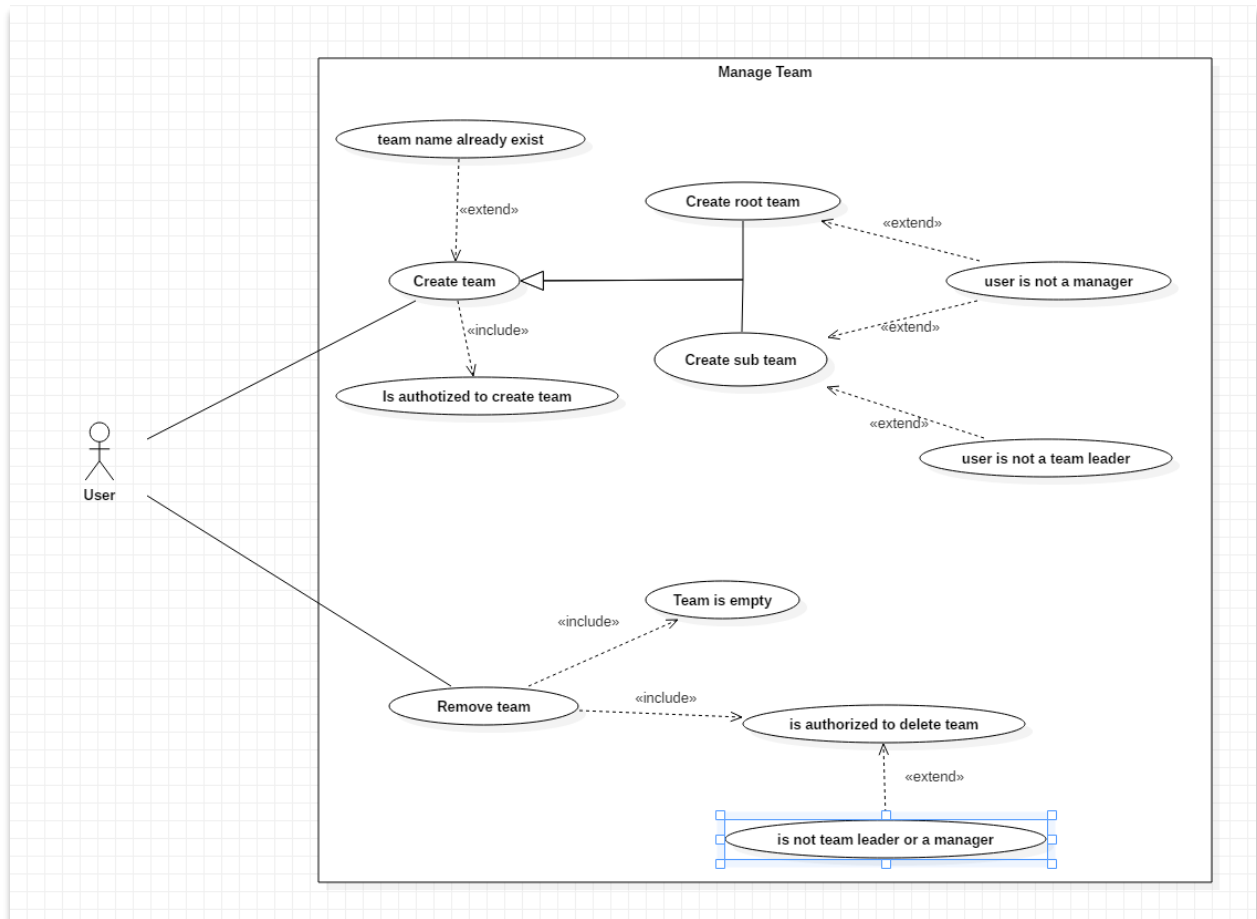 Manage Team
team name already exist
«extend»
Create root team
«extend»
Create team
user is not a manager
«include»
«extend»
Create sub team
Is authotized to create team
«extend»
user is not a team leader
User
Team is empty
«include»
Remove team
«include»
is authorized to delete team
«extend»
is not team leader or a manager